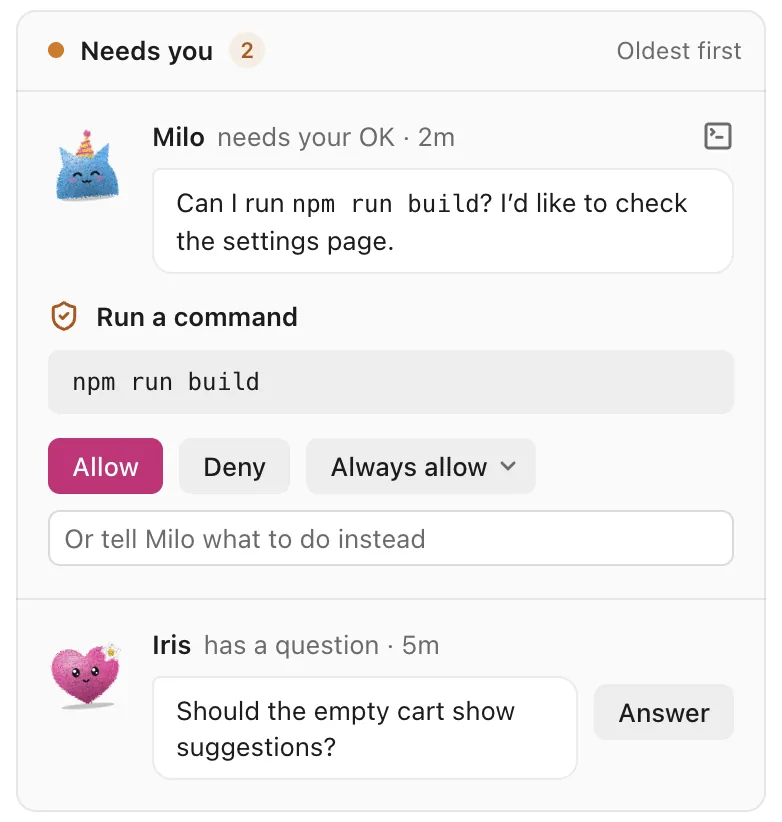 Needs you 2 Oldest first
Milo needs your OK · 2m
Can I run npm run build? I’d like to check
the settings page.
Run a command
npm run build
Allow Deny Always allow
Or tell Milo what to do instead
Iris has a question · 5m
Should the empty cart show
suggestions?
Answer